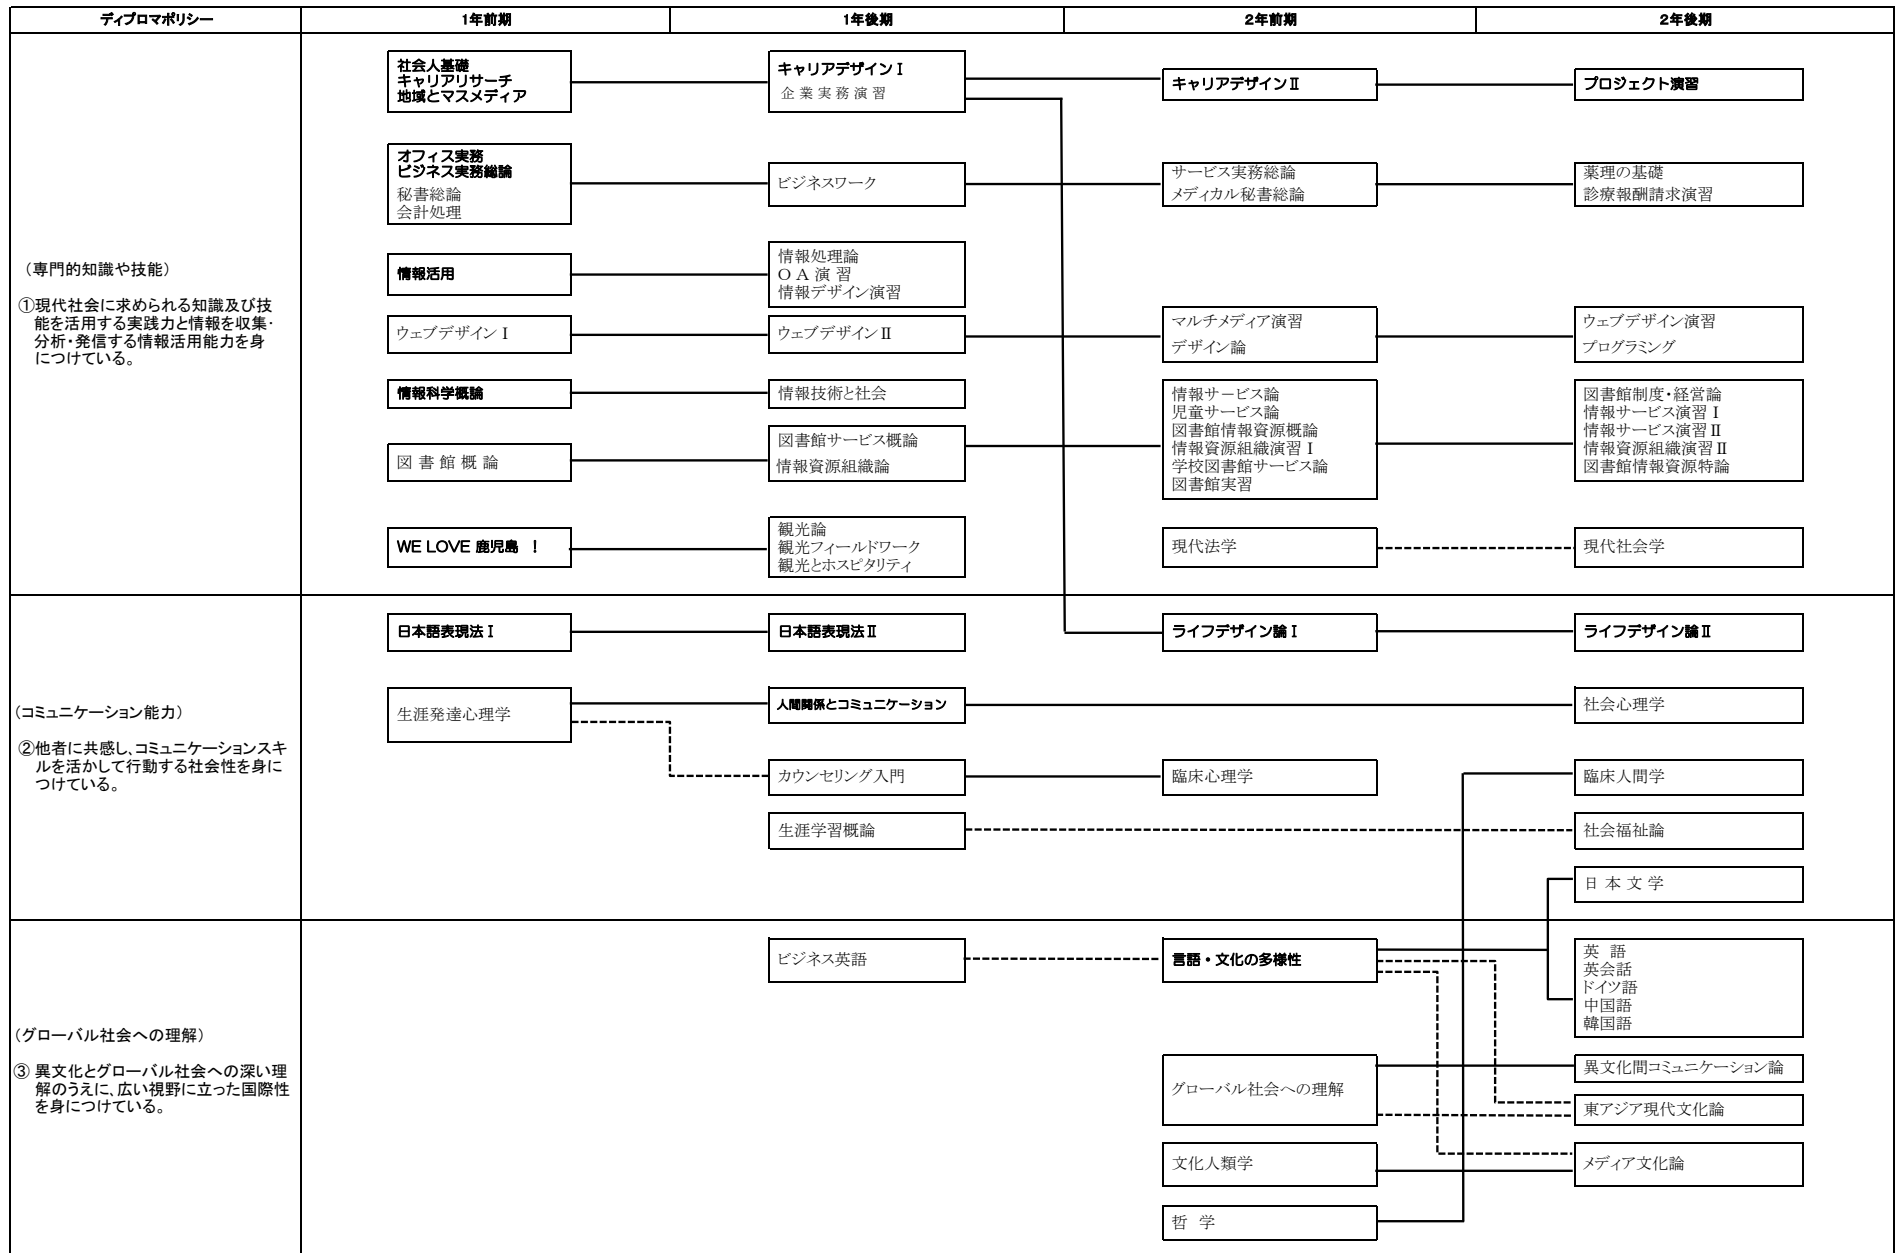 ディプロマポリシー
1年前期
1年後期
2年前期
2年後期
（専門的知識や技能）
①現代社会に求められる知識及び技
能を活用する実践力と情報を収集・
分析・発信する情報活用能力を身
につけている。
社会人基礎
キャリアリサーチ
地域とマスメディア
キャリアデザインⅠ
企業実務演習
キャリアデザインⅡ
プロジェクト演習
オフィス実務
ビジネス実務総論
秘書総論
会計処理
ビジネスワーク
サービス実務総論
メディカル秘書総論
薬理の基礎
診療報酬請求演習
情報活用
情報処理論
ＯＡ演習
情報デザイン演習
ウェブデザインⅠ
ウェブデザインⅡ
マルチメディア演習
デザイン論
ウェブデザイン演習
プログラミング
情報科学概論
情報技術と社会
図書館概論
図書館サービス概論
情報資源組織論
情報サービス論
児童サービス論
図書館情報資源概論
情報資源組織演習Ⅰ
学校図書館サービス論
図書館実習
図書館制度・経営論
情報サービス演習Ⅰ
情報サービス演習Ⅱ
情報資源組織演習Ⅱ
図書館情報資源特論
WE LOVE 鹿児島　！
観光論
観光フィールドワーク
観光とホスピタリティ
現代法学
現代社会学
（コミュニケーション能力）
②他者に共感し、コミュニケーションスキ
ルを活かして行動する社会性を身に
つけている。
日本語表現法Ⅰ
日本語表現法Ⅱ
ライフデザイン論Ⅰ
ライフデザイン論Ⅱ
生涯発達心理学
人間関係とコミュニケーション
社会心理学
カウンセリング入門
臨床心理学
臨床人間学
生涯学習概論
社会福祉論
日本文学
（グローバル社会への理解）
③ 異文化とグローバル社会への深い理
解のうえに、広い視野に立った国際性
を身につけている。
ビジネス英語
言語・文化の多様性
英　語
英会話
ドイツ語
中国語
韓国語
グローバル社会への理解
異文化間コミュニケーション論
東アジア現代文化論
文化人類学
メディア文化論
哲　学